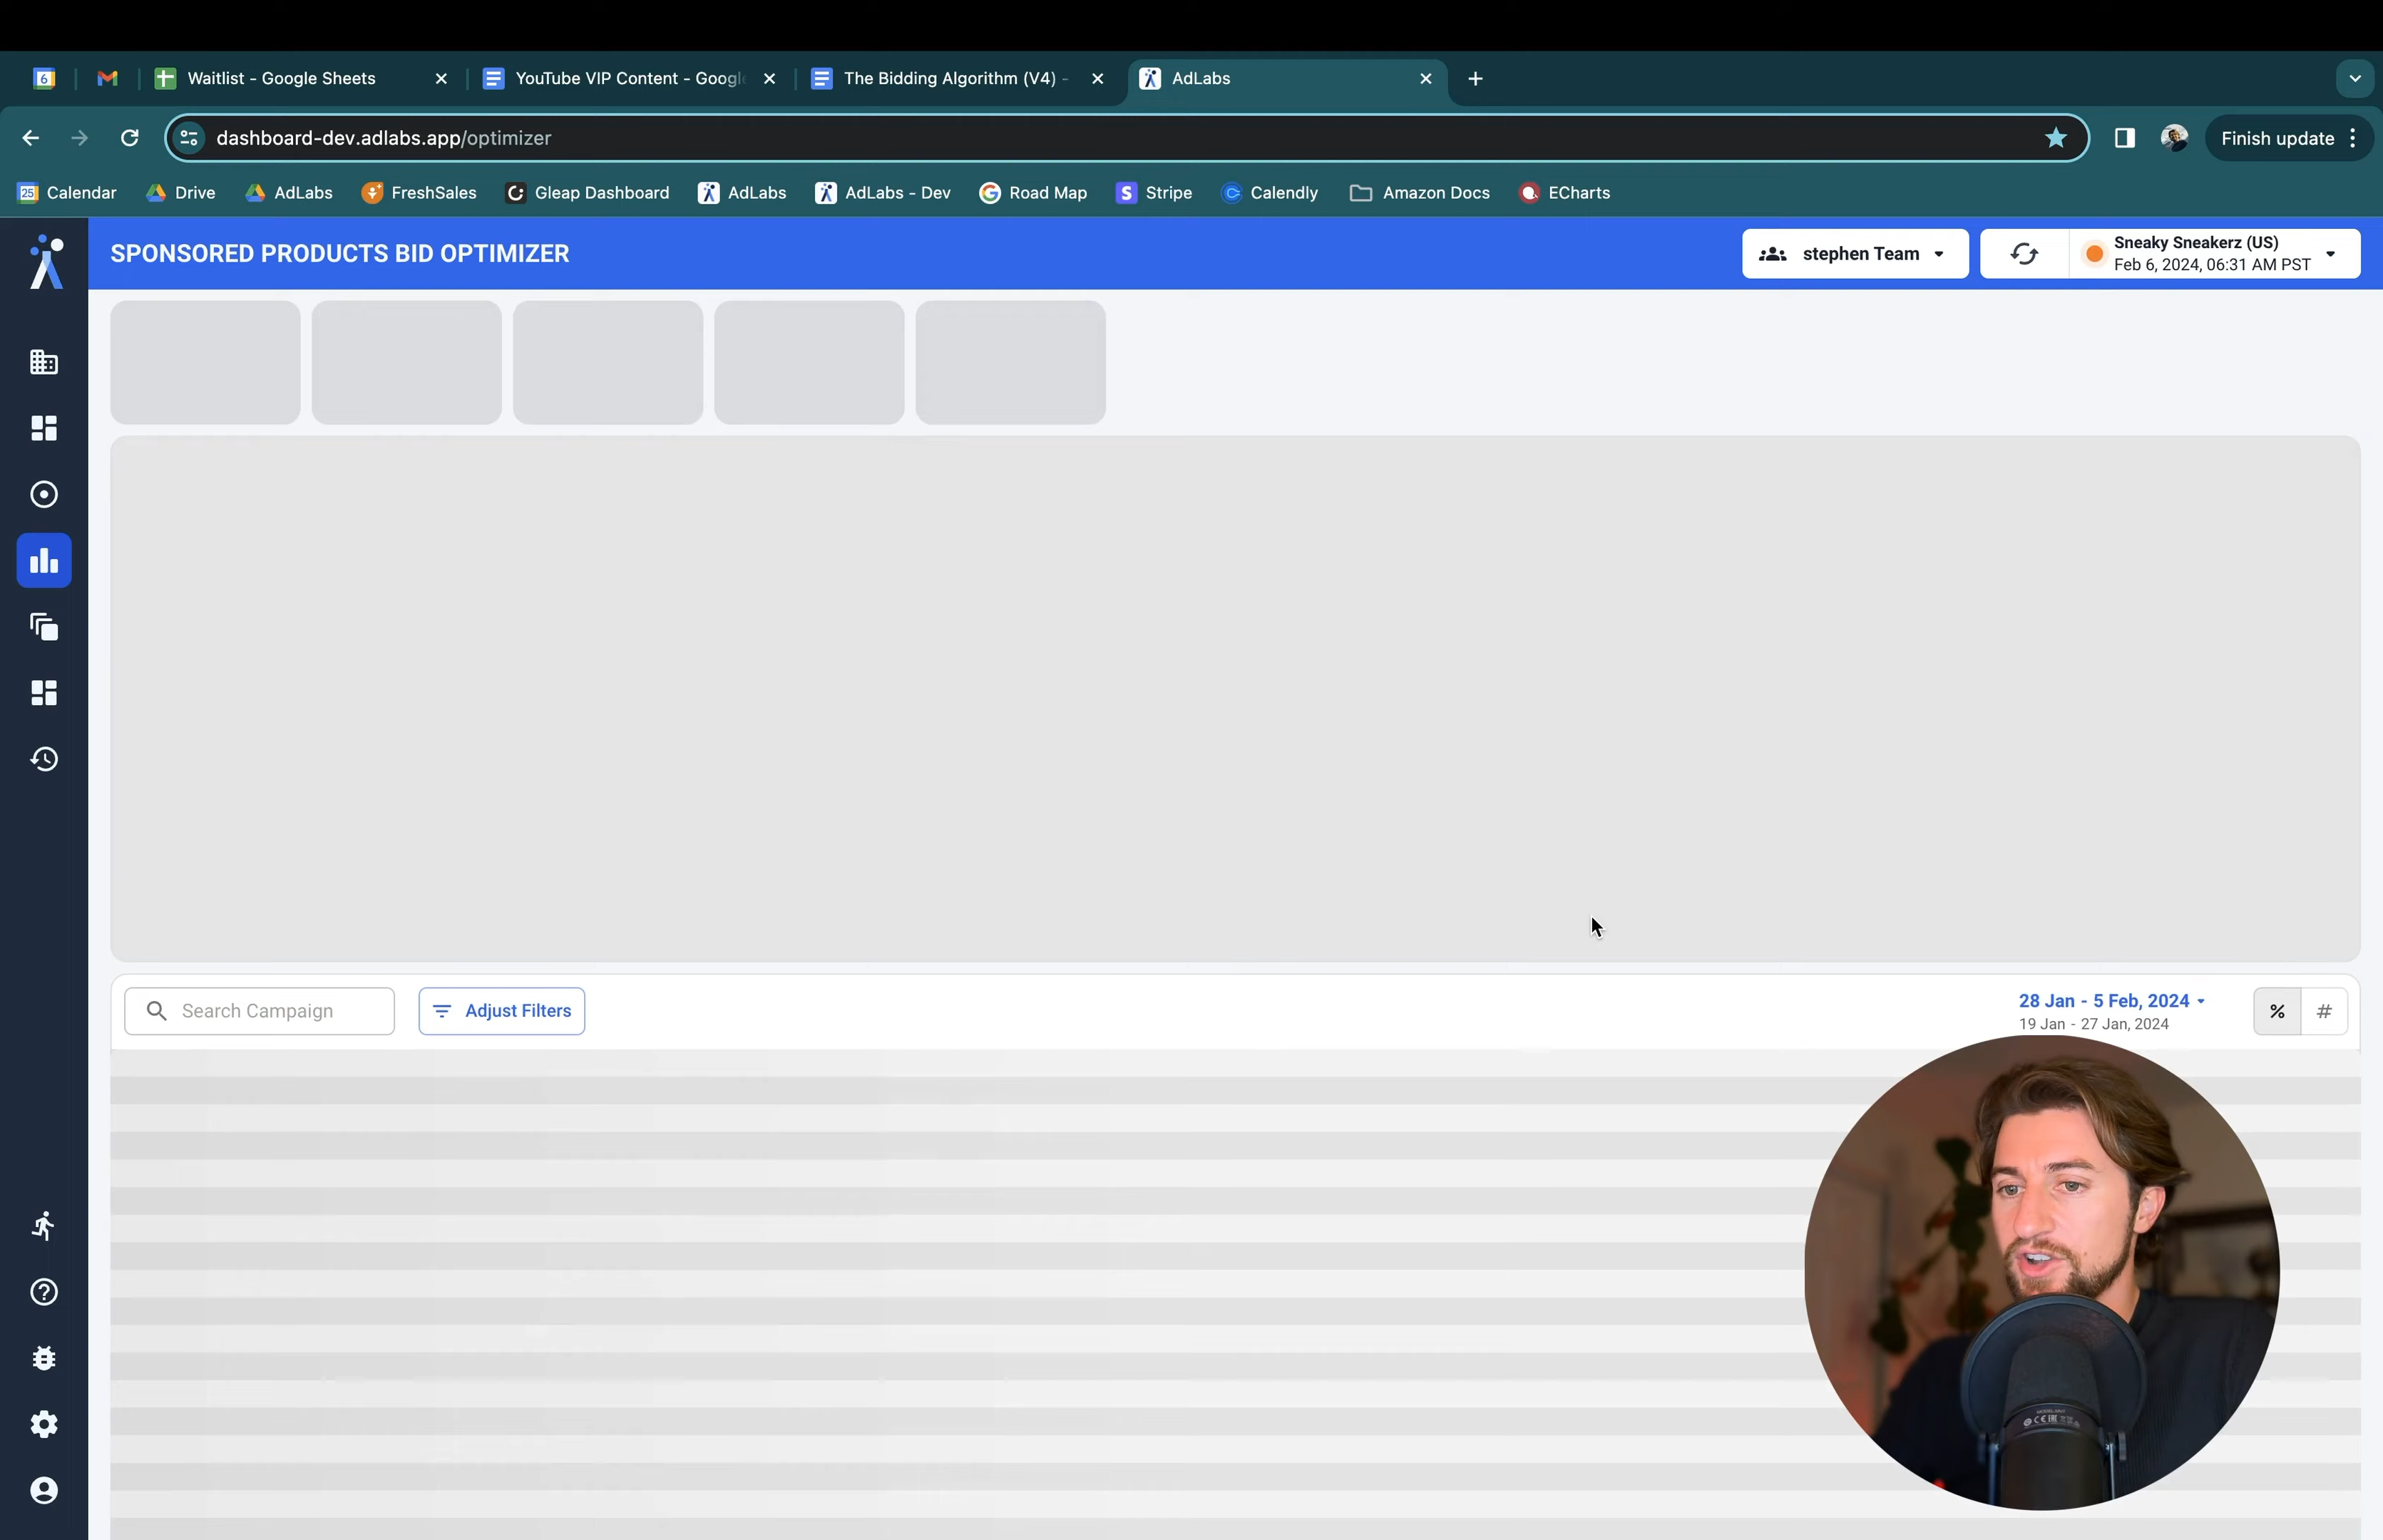 6
Waitlist - Google Sheets
YouTube VIP Content - Googl
The Bidding Algorithm (V4) -
AdLabs
dashboard-dev.adlabs.app/optimizer
Finish update
25 Calendar
Drive
AdLabs
FreshSales
Gleap Dashboard
AdLabs
AdLabs - Dev
Road Map
S Stripe
Calendly
Amazon Docs
ECharts
SPONSORED PRODUCTS BID OPTIMIZER
stephen Team
Sneaky Sneakerz (US)
Feb 6, 2024, 06:31 AM PST
Search Campaign
Adjust Filters
28 Jan - 5 Feb, 2024
19 Jan - 27 Jan, 2024
%
#